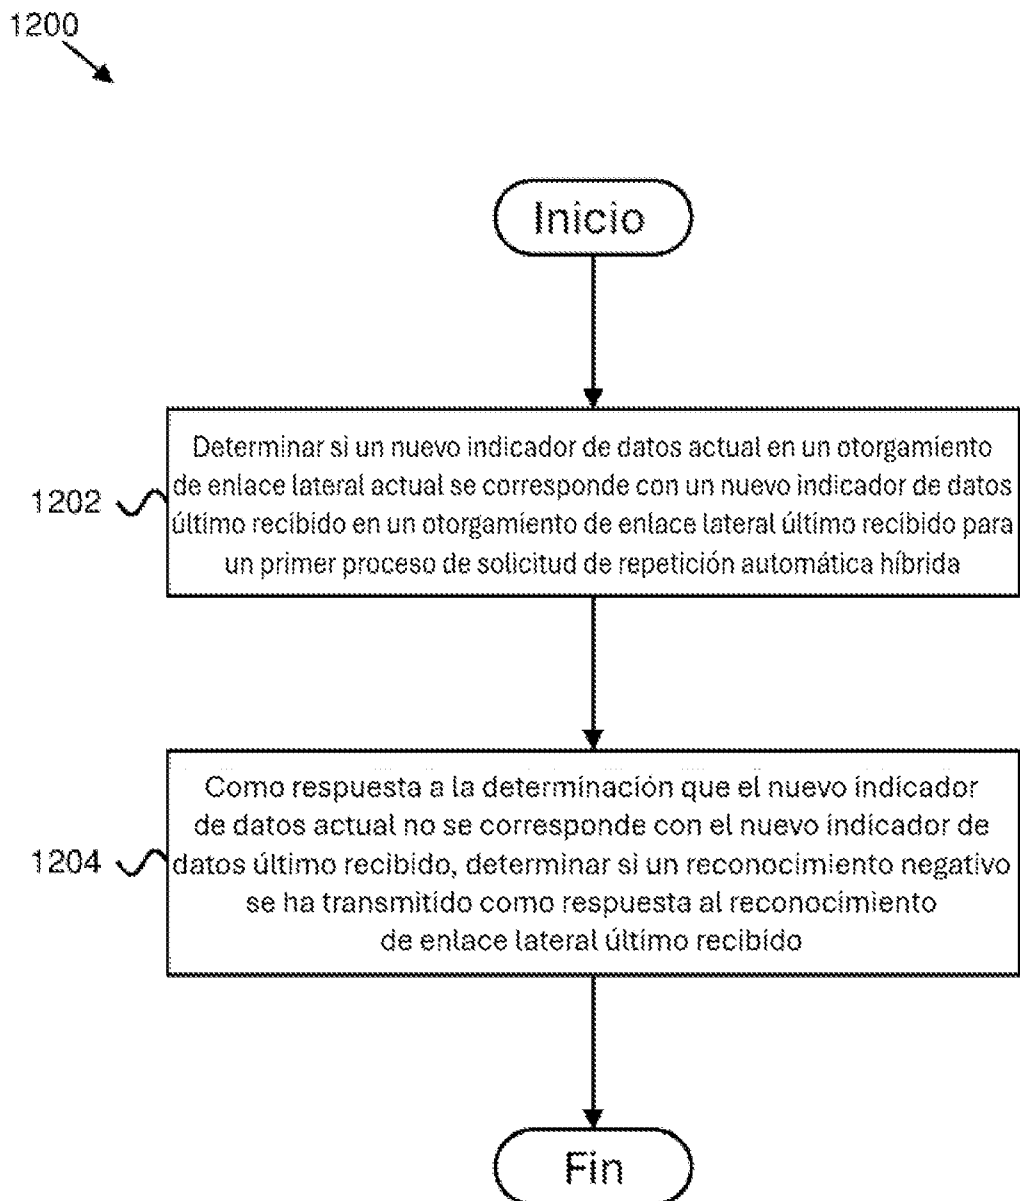 1200
Inicio
1202
Determinar si un nuevo indicador de datos actual en un otorgamiento
de enlace lateral actual se corresponde con un nuevo indicador de datos
último recibido en un otorgamiento de enlace lateral último recibido para
un primer proceso de solicitud de repetición automática híbrida
1204
Como respuesta a la determinación que el nuevo indicador
de datos actual no se corresponde con el nuevo indicador de
datos último recibido, determinar si un reconocimiento negativo
se ha transmitido como respuesta al reconocimiento
de enlace lateral último recibido
Fin